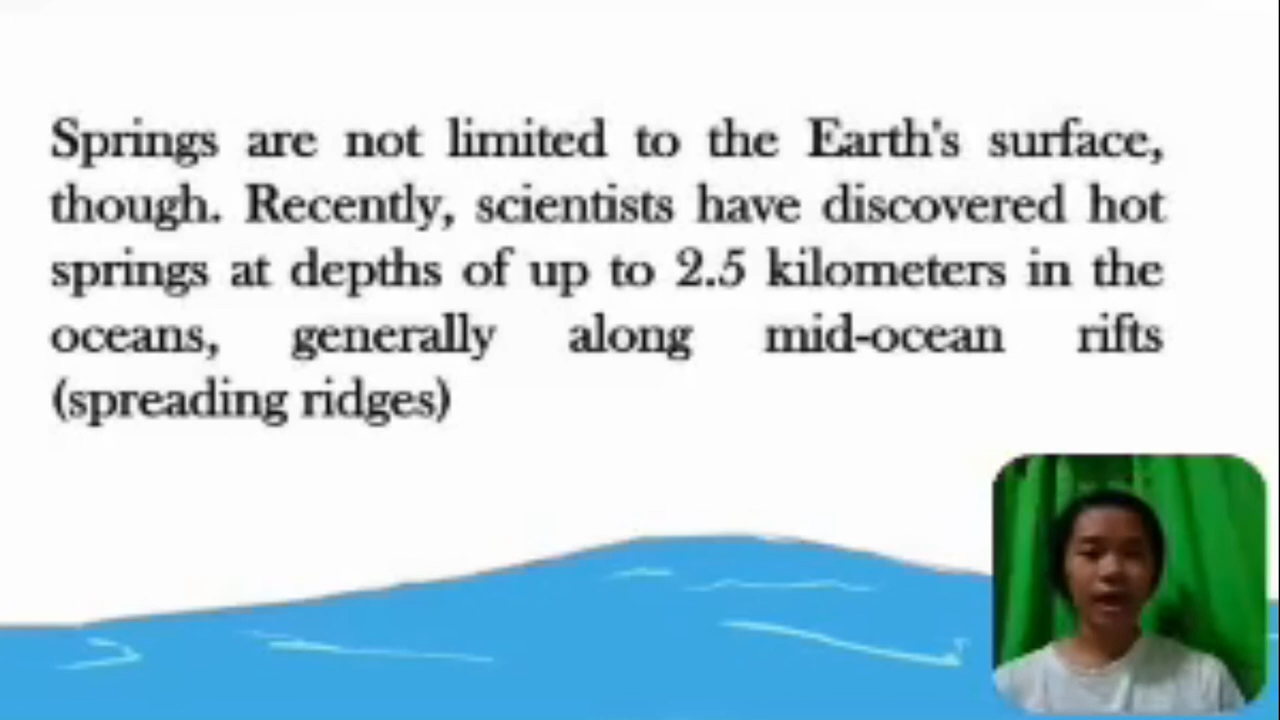 Springs are not limited to the Earth's surface,
though. Recently, scientists have discovered hot
springs at depths of up to 2.5 kilometers in the
oceans, generally along mid-ocean rifts
(spreading ridges)